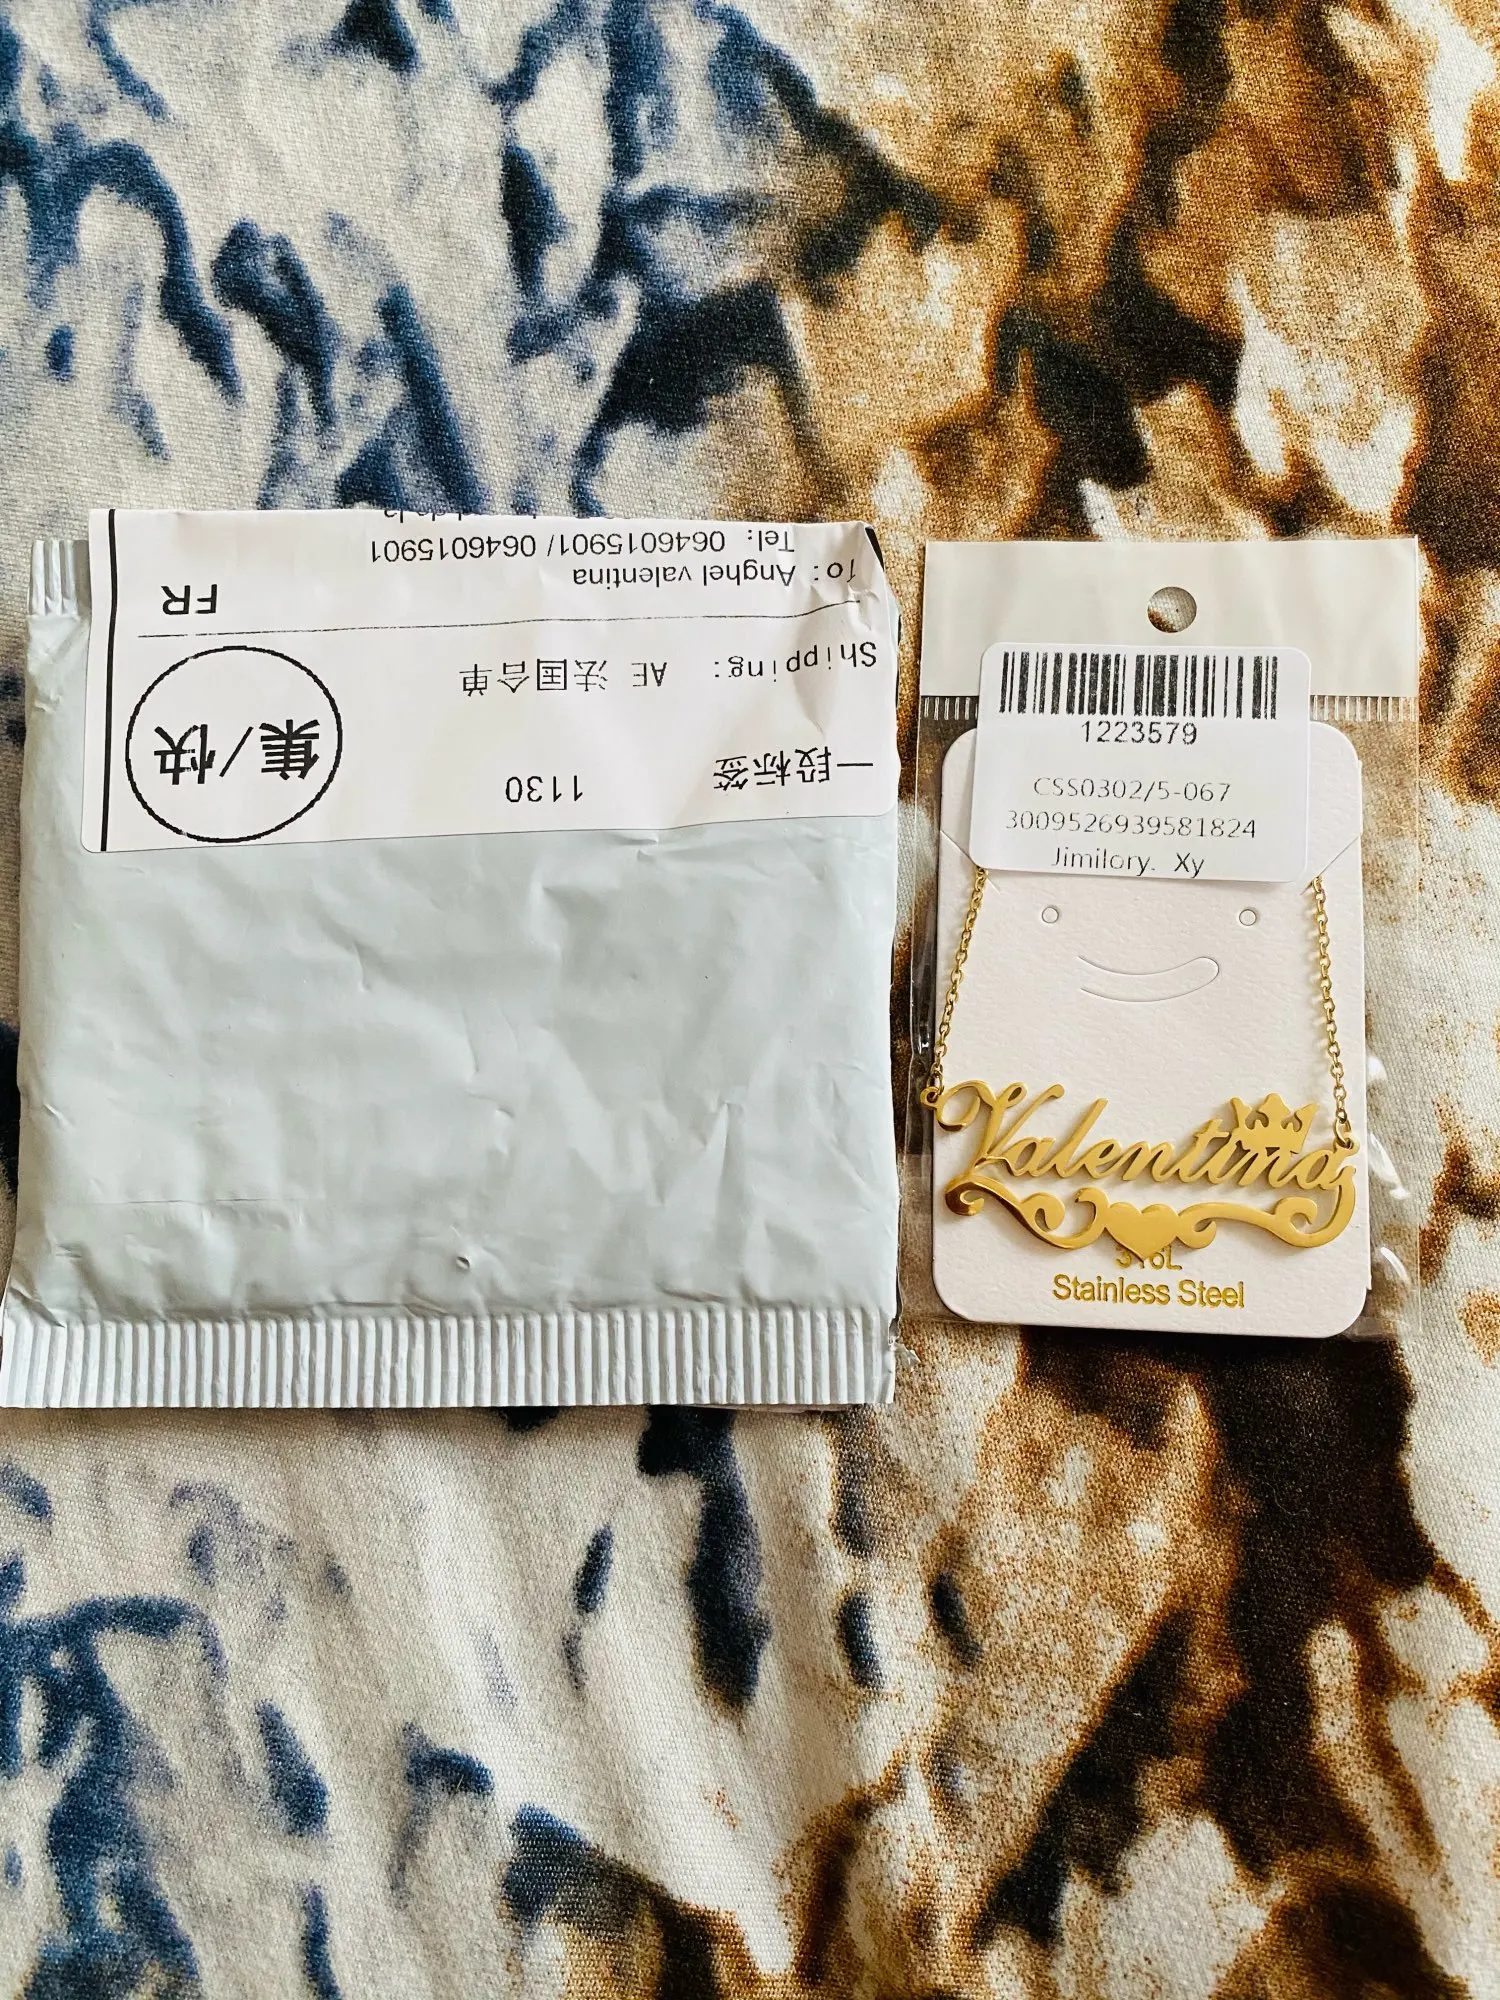 一段标签 1130
集/快
Shipping: AE 法国合单
FR
To: Anghel valentina
Tel: 0646015901/ 0646015901
1223579
CSS0302/5-067
3009526939581824
Jimilory. Xy
Valentina
316L
Stainless Steel